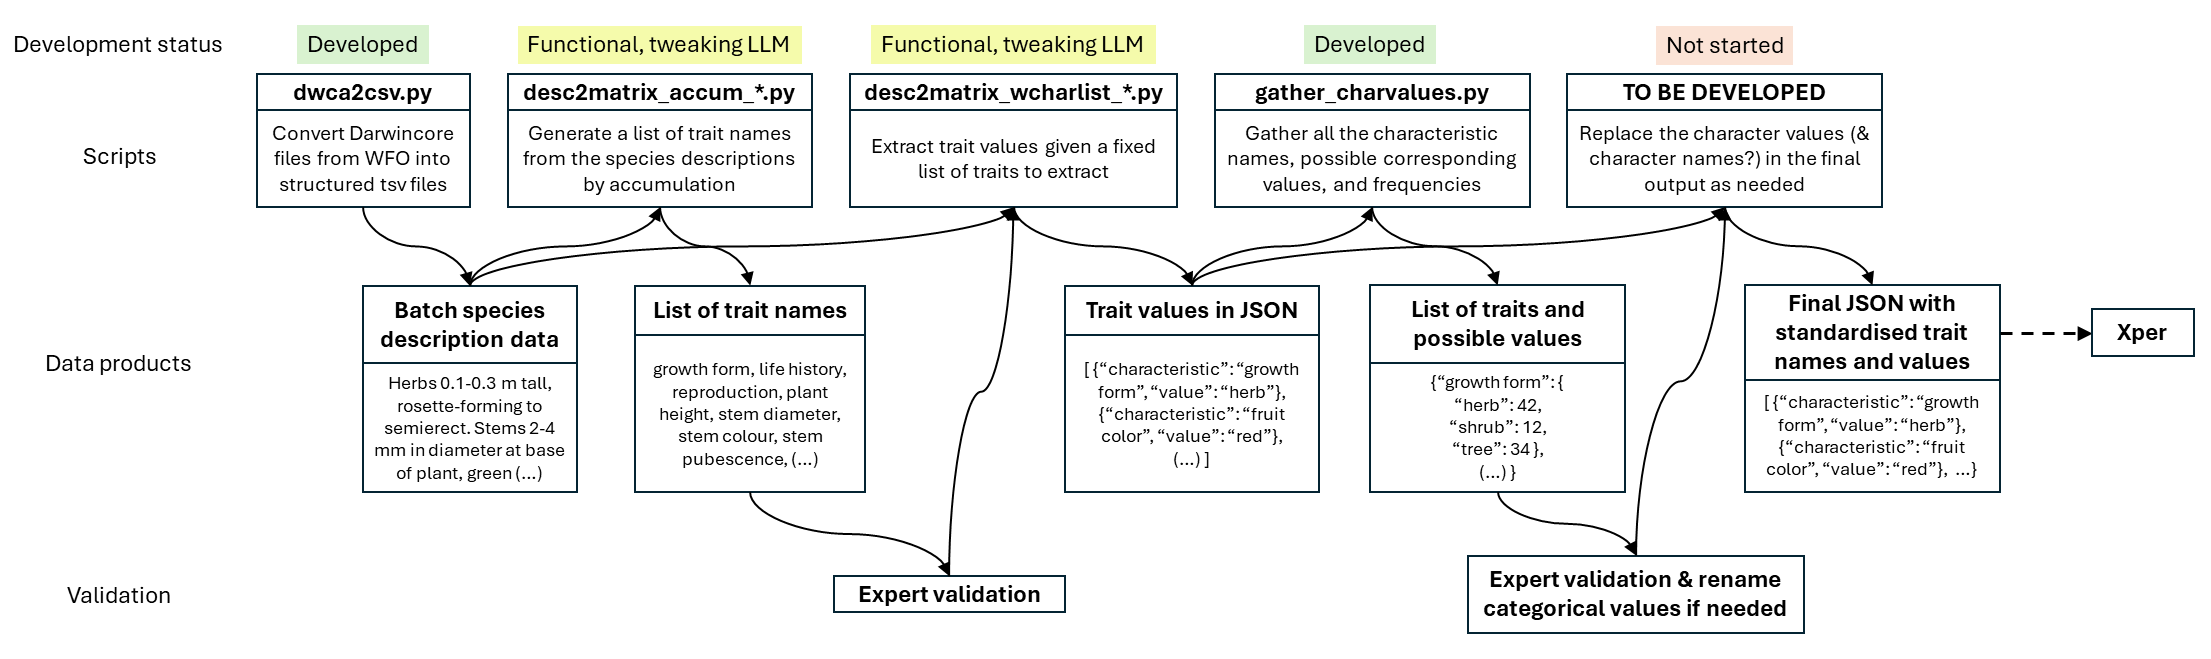 Development status
Developed
Functional, tweaking LLM
Functional, tweaking LLM
Developed
Not started
Scripts
dwca2csv.py
Convert Darwincore
files from WFO into
structured tsv files
desc2matrix_accum_*.py
Generate a list of trait names
from the species descriptions
by accumulation
desc2matrix_wcharlist_*.py
Extract trait values given a fixed
list of traits to extract
gather_charvalues.py
Gather all the characteristic
names, possible corresponding
values, and frequencies
TO BE DEVELOPED
Replace the character values (&
character names?) in the final
output as needed
Data products
Batch species
description data
Herbs 0.1-0.3 m tall,
rosette-forming to
semierect. Stems 2-4
mm in diameter at base
of plant, green (...)
List of trait names
growth form, life history,
reproduction, plant
height, stem diameter,
stem colour, stem
pubescence, (...)
Trait values in JSON
[ {“characteristic”: “growth
form”, “value”: “herb”},
{“characteristic”: “fruit
color”, “value”: “red”},
(...) ]
List of traits and
possible values
{“growth form”: {
“herb”: 42,
“shrub”: 12,
“tree”: 34 },
(...) }
Final JSON with
standardised trait
names and values
[ {“characteristic”: “growth
form”, “value”: “herb”},
{“characteristic”: “fruit
color”, “value”: “red”}, ...}
Xper
Validation
Expert validation
Expert validation & rename
categorical values if needed